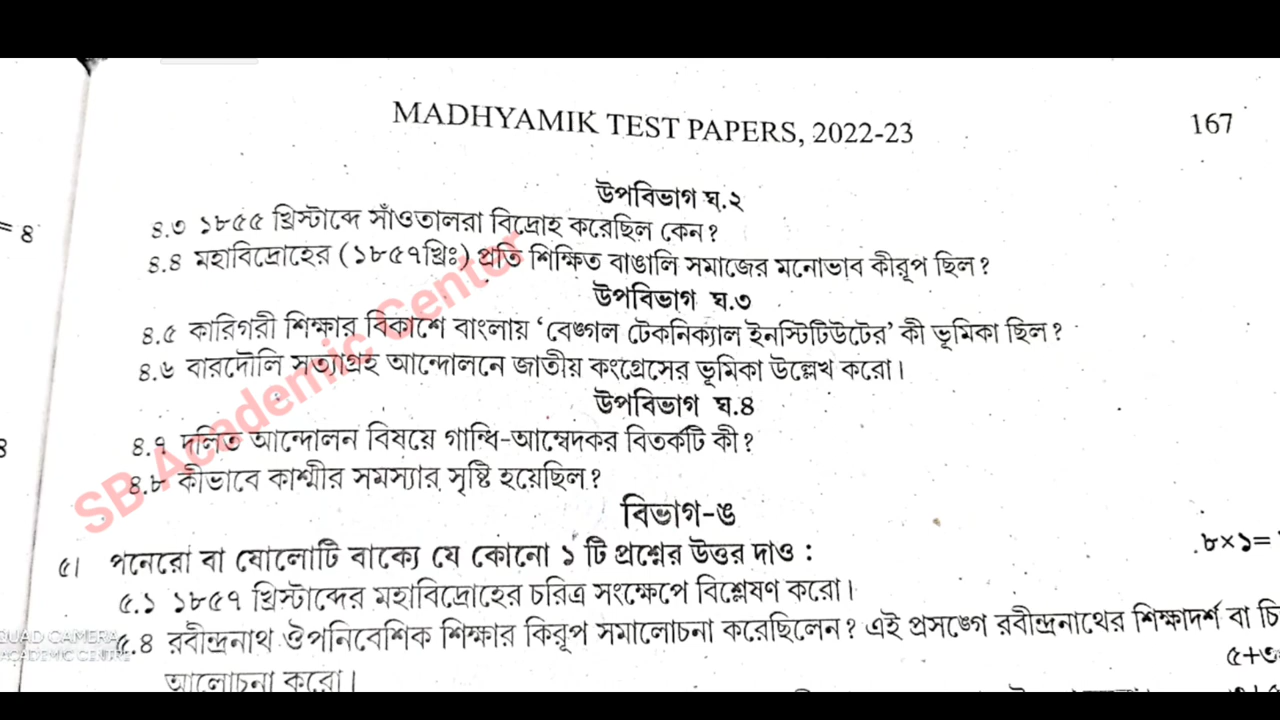 MADHYAMIK TEST PAPERS, 2022-23
167
উপবিভাগ ঘ.২
= ৪
৪.৩ ১৮৫৫ খ্রিস্টাব্দে সাঁওতালরা বিদ্রোহ করেছিল কেন?
৪.৪ মহাবিদ্রোহের (১৮৫৭খ্রিঃ) প্রতি শিক্ষিত বাঙালি সমাজের মনোভাব কীরূপ ছিল?
উপবিভাগ ঘ.৩
৪.৫ কারিগরী শিক্ষার বিকাশে বাংলায় ‘বেঙ্গল টেকনিক্যাল ইনস্টিটিউটের’ কী ভূমিকা ছিল?
৪.৬ বারদৌলি সত্যাগ্রহ আন্দোলনে জাতীয় কংগ্রেসের ভূমিকা উল্লেখ করো।
উপবিভাগ ঘ.৪
৪.৭ দলিত আন্দোলন বিষয়ে গান্ধি-আম্বেদকর বিতর্কটি কী?
৪.৮ কীভাবে কাশ্মীর সমস্যার সৃষ্টি হয়েছিল?
SB Academic Center
বিভাগ-ঙ
৫। পনেরো বা ষোলোটি বাক্যে যে কোনো ১ টি প্রশ্নের উত্তর দাও : ৮×১=
৫.১ ১৮৫৭ খ্রিস্টাব্দের মহাবিদ্রোহের চরিত্র সংক্ষেপে বিশ্লেষণ করো।
৫.৪ রবীন্দ্রনাথ ঔপনিবেশিক শিক্ষার কিরূপ সমালোচনা করেছিলেন? এই প্রসঙ্গে রবীন্দ্রনাথের শিক্ষাদর্শ বা চি
৫+৩
আলোচনা করো।
QUAD CAMERA
ACADEMIC CENTRE